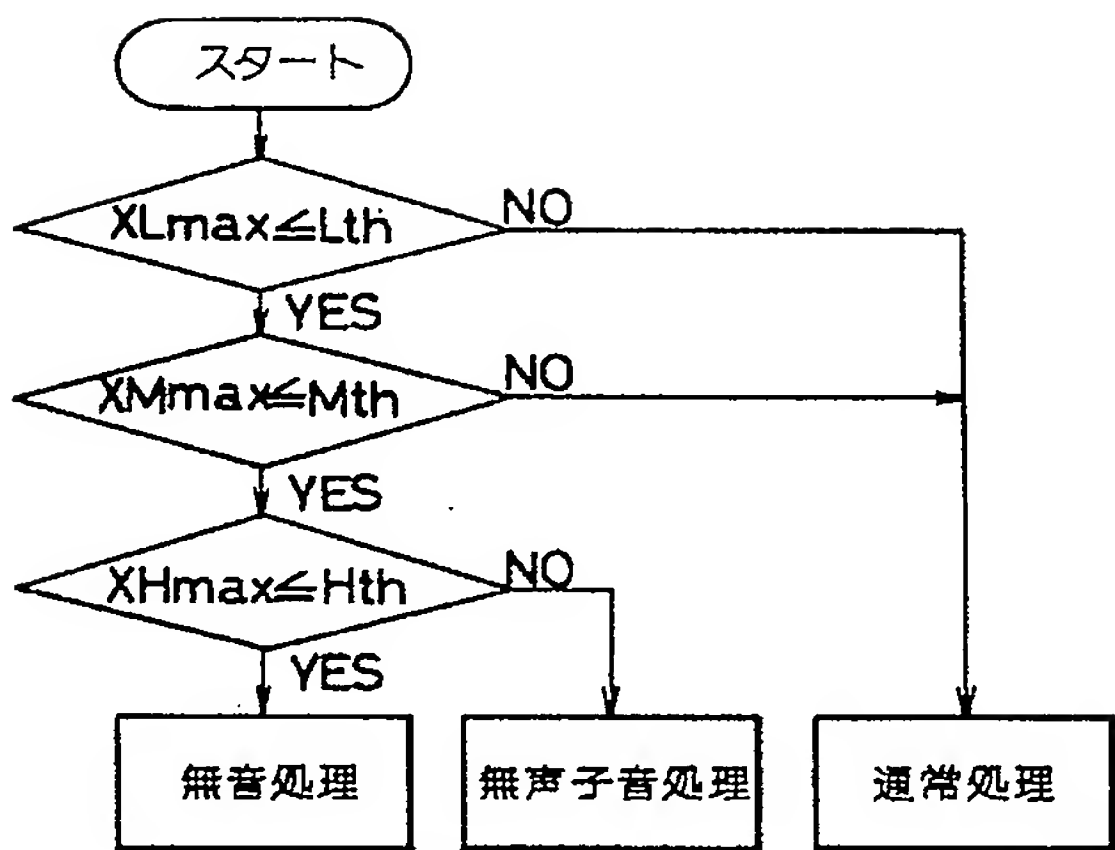 スタート
XLmax≦Lth
NO
YES
XMmax≦Mth
NO
YES
XHmax≦Hth
NO
YES
無音処理
無声子音処理
通常処理